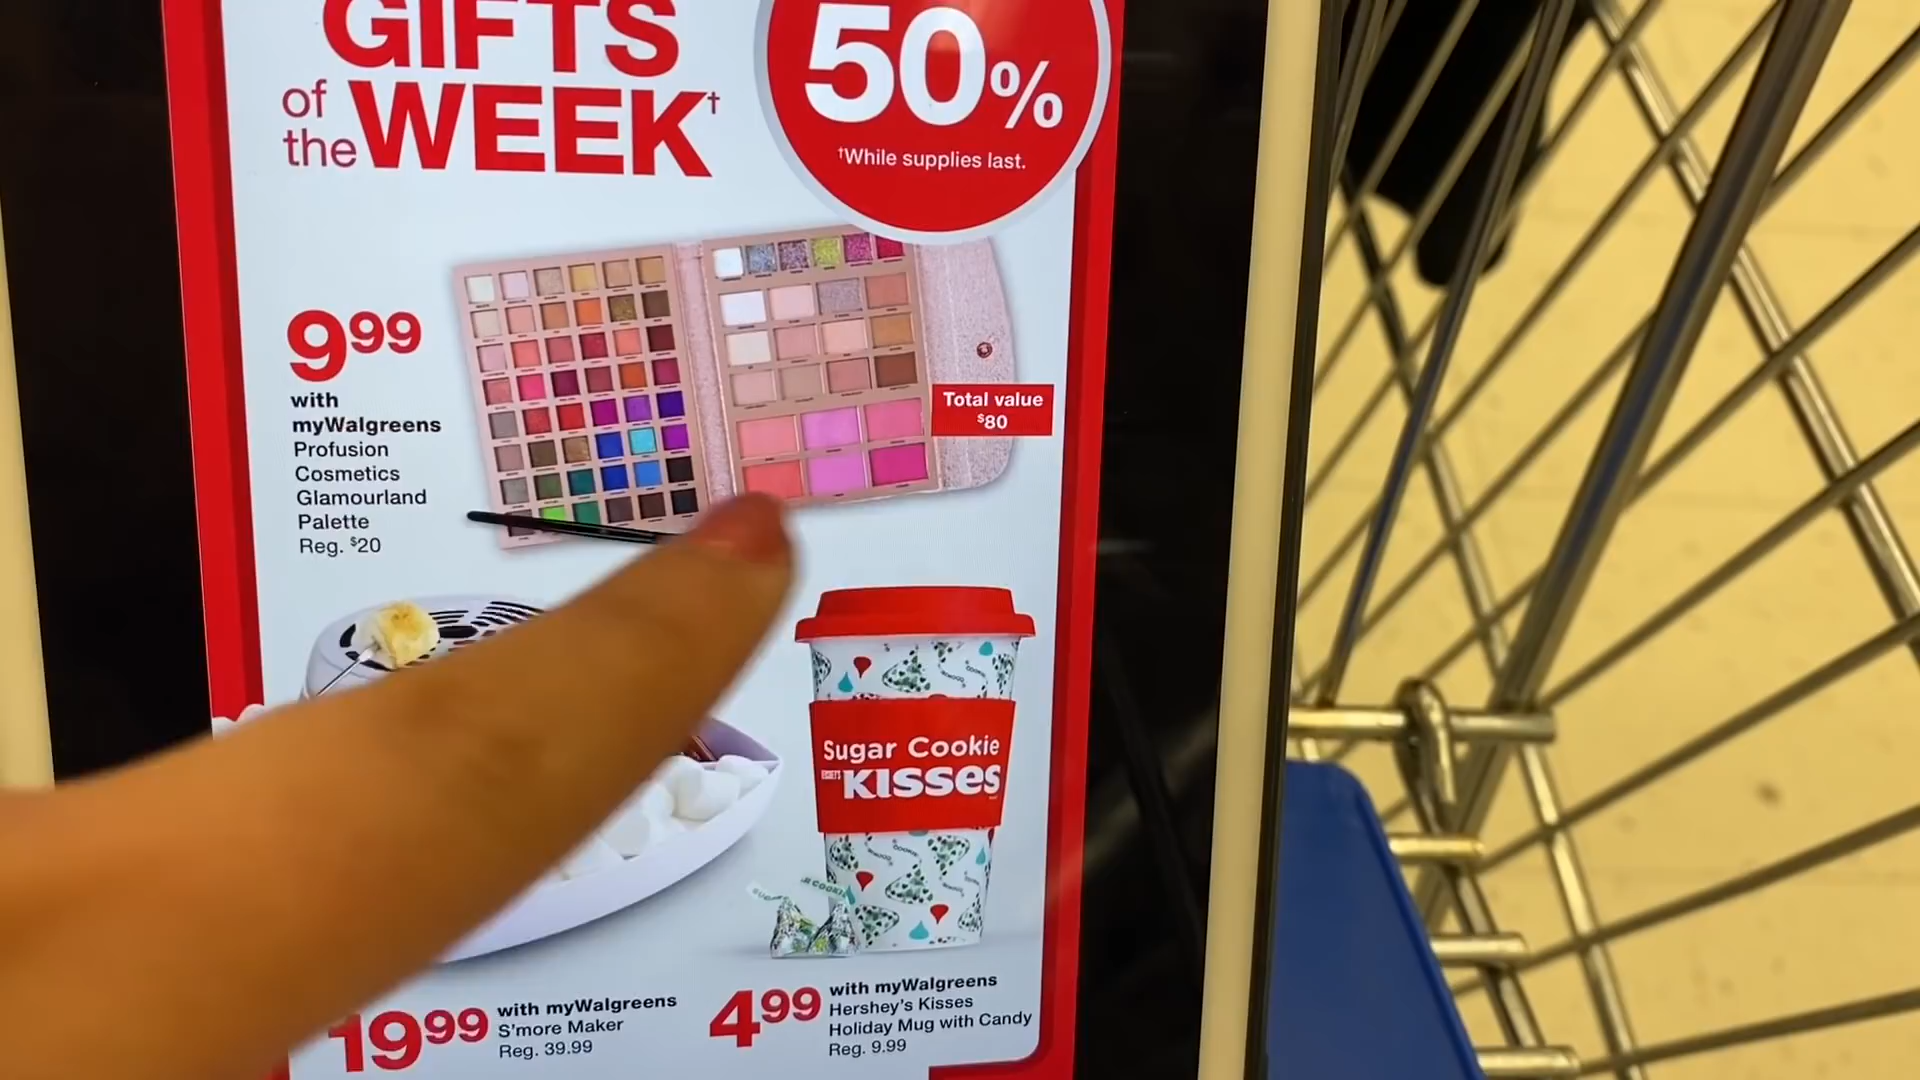 GIFTS
of
the WEEK†
50%
†While supplies last.
9 99
with
myWalgreens
Profusion
Cosmetics
Glamourland
Palette
Reg. $20
Total value
$80
Sugar Cookie
HERSHEY'S
KISSES
19 99
with myWalgreens
S'more Maker
Reg. 39.99
4 99
with myWalgreens
Hershey's Kisses
Holiday Mug with Candy
Reg. 9.99